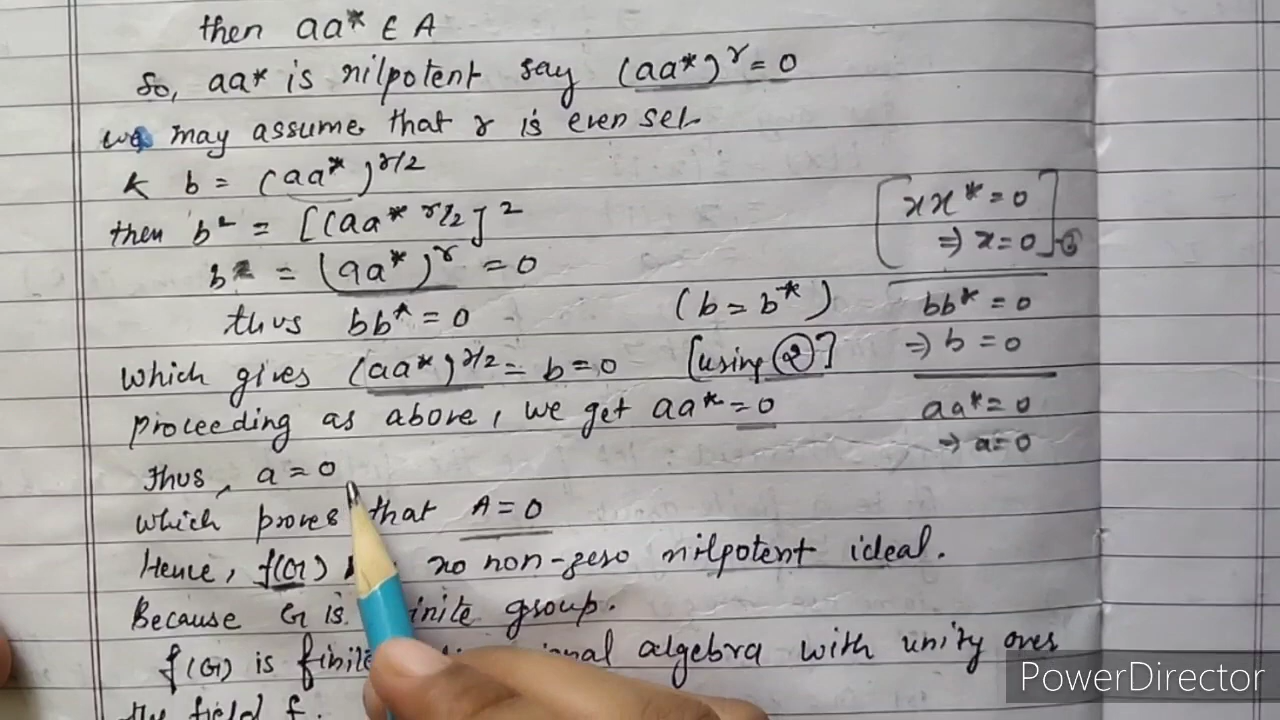 then aa* ∈ A
So, aa* is nilpotent say (aa*)^r = 0
we may assume that r is even set
b = (aa*)^r/2
then b² = [(aa* r/2]²
b² = (aa*)^r = 0
xx* = 0
⇒ x = 0
thus bb* = 0 (b = b*)
bb* = 0
⇒ b = 0
which gives (aa*)^r/2 = b = 0 [using ②]
proceeding as above, we get aa* = 0
aa* = 0
→ a = 0
Thus, a = 0
which proves that A = 0
Hence, f(G) no non-zero nilpotent ideal.
Because G is finite group.
f(G) is finite algebra with unity over
the field f.
PowerDirector